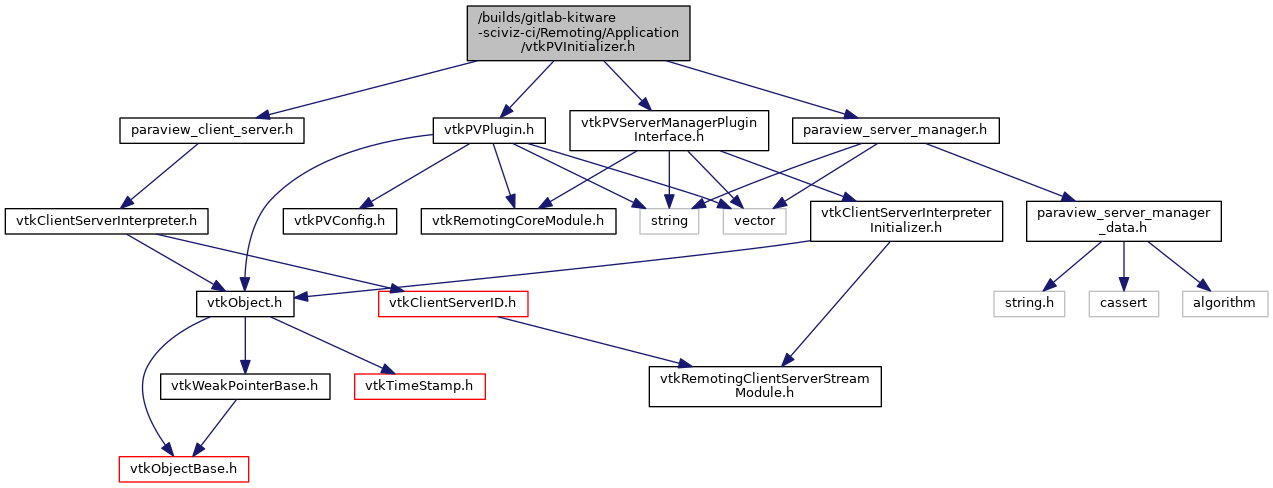 /builds/gitlab-kitware
-sciviz-ci/Remoting/Application
/vtkPVInitializer.h
paraview_client_server.h
vtkPVPlugin.h
vtkPVServerManagerPlugin
Interface.h
paraview_server_manager.h
vtkClientServerInterpreter.h
vtkPVConfig.h
vtkRemotingCoreModule.h
string
vector
vtkClientServerInterpreter
Initializer.h
paraview_server_manager
_data.h
vtkObject.h
vtkClientServerID.h
string.h
cassert
algorithm
vtkWeakPointerBase.h
vtkTimeStamp.h
vtkRemotingClientServerStream
Module.h
vtkObjectBase.h